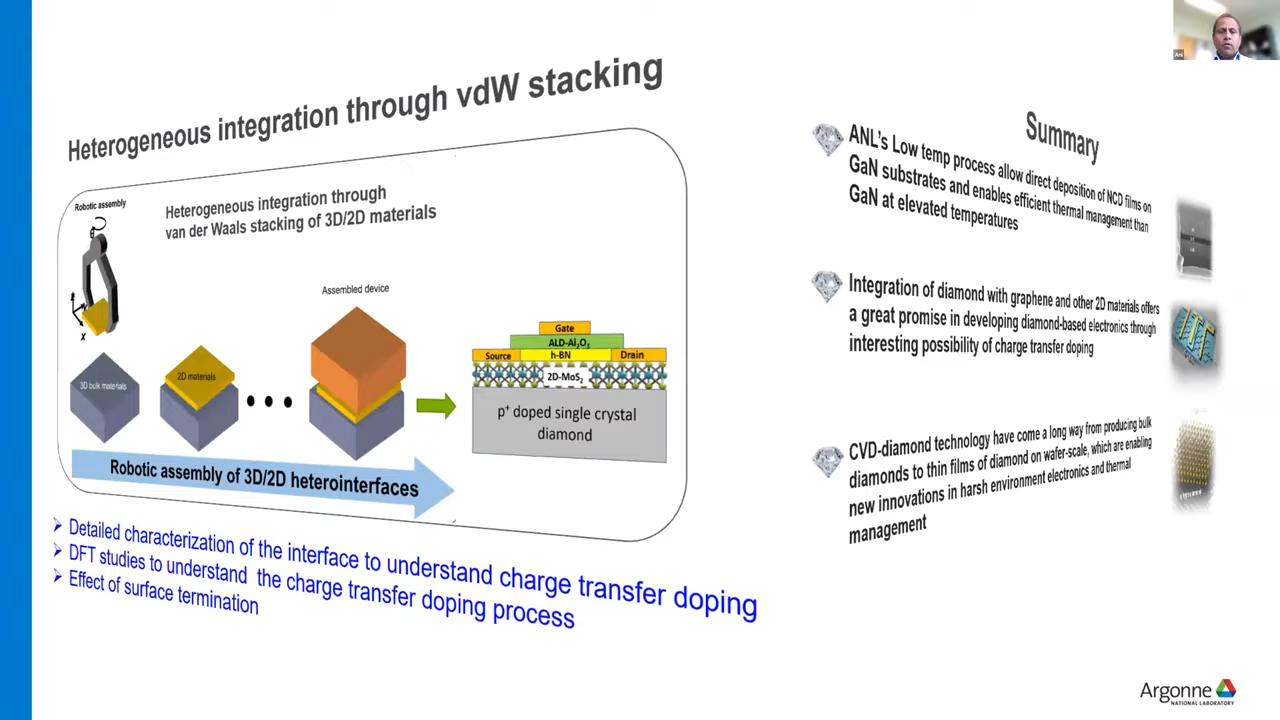 Heterogeneous integration through vdW stacking
Robotic assembly
θ
X
Heterogeneous integration through
van der Waals stacking of 3D/2D materials
Assembled device
3D bulk materials
2D materials
Gate
ALD-Al₂O₃
Source
h-BN
Drain
2D-MoS₂
p⁺ doped single crystal
diamond
Robotic assembly of 3D/2D heterointerfaces
Detailed characterization of the interface to understand charge transfer doping
DFT studies to understand the charge transfer doping process
Effect of surface termination
Summary
ANL's Low temp process allow direct deposition of NCD films on
GaN substrates and enables efficient thermal management than
GaN at elevated temperatures
Integration of diamond with graphene and other 2D materials offers
a great promise in developing diamond-based electronics through
interesting possibility of charge transfer doping
CVD-diamond technology have come a long way from producing bulk
diamonds to thin films of diamond on wafer-scale, which are enabling
new innovations in harsh environment electronics and thermal
management
Ani
Argonne
NATIONAL LABORATORY